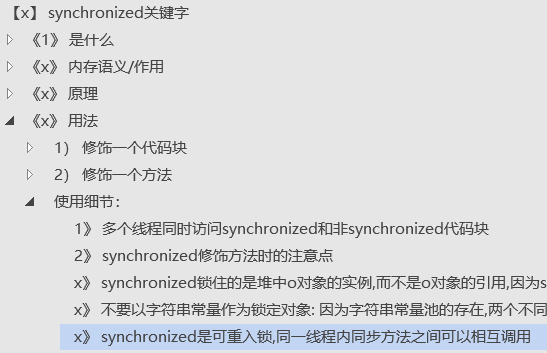 【x】 synchronized关键字
《1》 是什么
《x》 内存语义/作用
《x》 原理
《x》 用法
1） 修饰一个代码块
2） 修饰一个方法
使用细节：
1》 多个线程同时访问synchronized和非synchronized代码块
2》 synchronized修饰方法时的注意点
x》 synchronized锁住的是堆中o对象的实例,而不是o对象的引用,因为s
x》 不要以字符串常量作为锁定对象: 因为字符串常量池的存在,两个不同
x》 synchronized是可重入锁,同一线程内同步方法之间可以相互调用